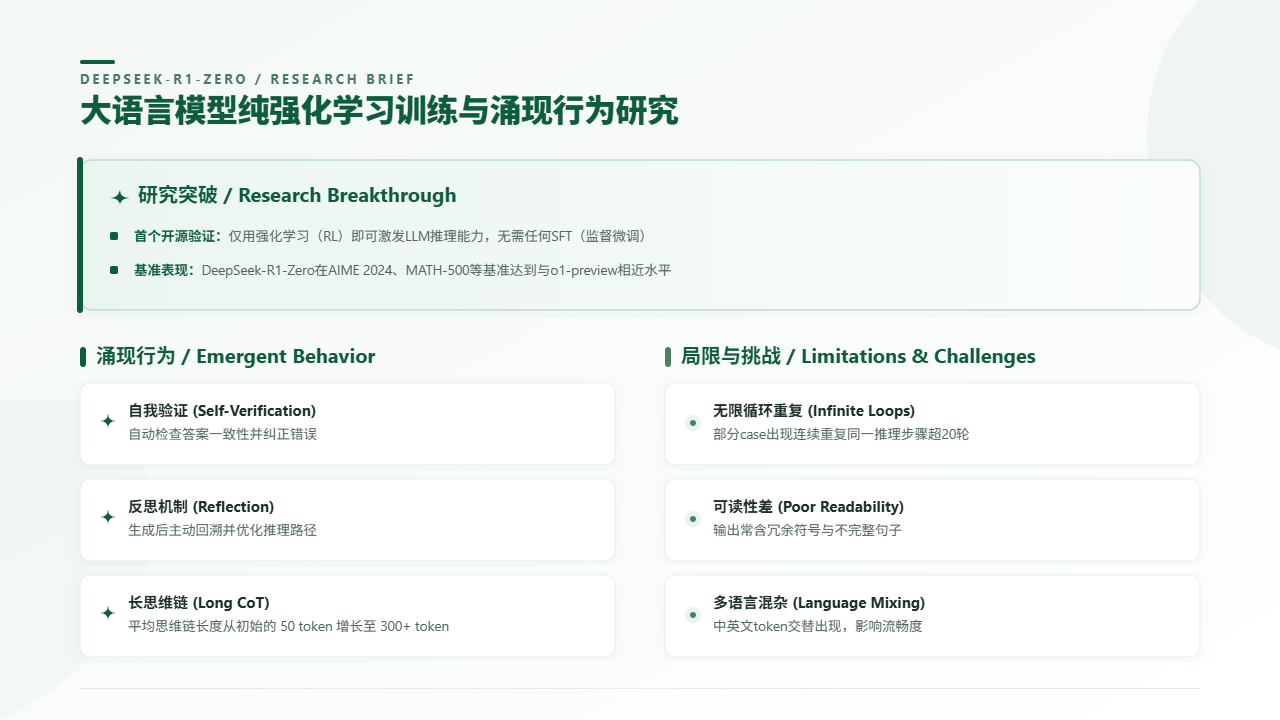 DEEPSEEK-R1-ZERO / RESEARCH BRIEF
大语言模型纯强化学习训练与涌现行为研究
研究突破 / Research Breakthrough
首个开源验证：仅用强化学习（RL）即可激发LLM推理能力，无需任何SFT（监督微调）
基准表现：DeepSeek-R1-Zero在AIME 2024、MATH-500等基准达到与o1-preview相近水平
涌现行为 / Emergent Behavior
自我验证 (Self-Verification)
自动检查答案一致性并纠正错误
反思机制 (Reflection)
生成后主动回溯并优化推理路径
长思维链 (Long CoT)
平均思维链长度从初始的 50 token 增长至 300+ token
局限与挑战 / Limitations & Challenges
无限循环重复 (Infinite Loops)
部分case出现连续重复同一推理步骤超20轮
可读性差 (Poor Readability)
输出常含冗余符号与不完整句子
多语言混杂 (Language Mixing)
中英文token交替出现，影响流畅度